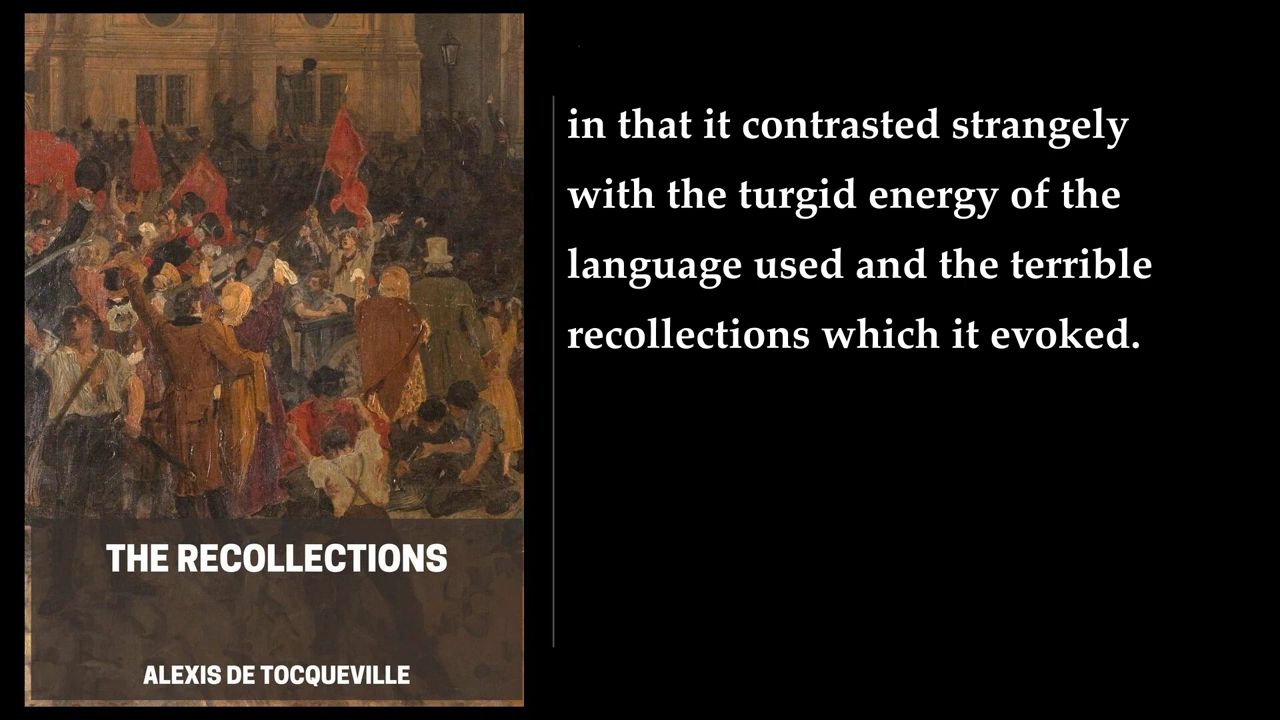 in that it contrasted strangely
with the turgid energy of the
language used and the terrible
recollections which it evoked.
THE RECOLLECTIONS
ALEXIS DE TOCQUEVILLE